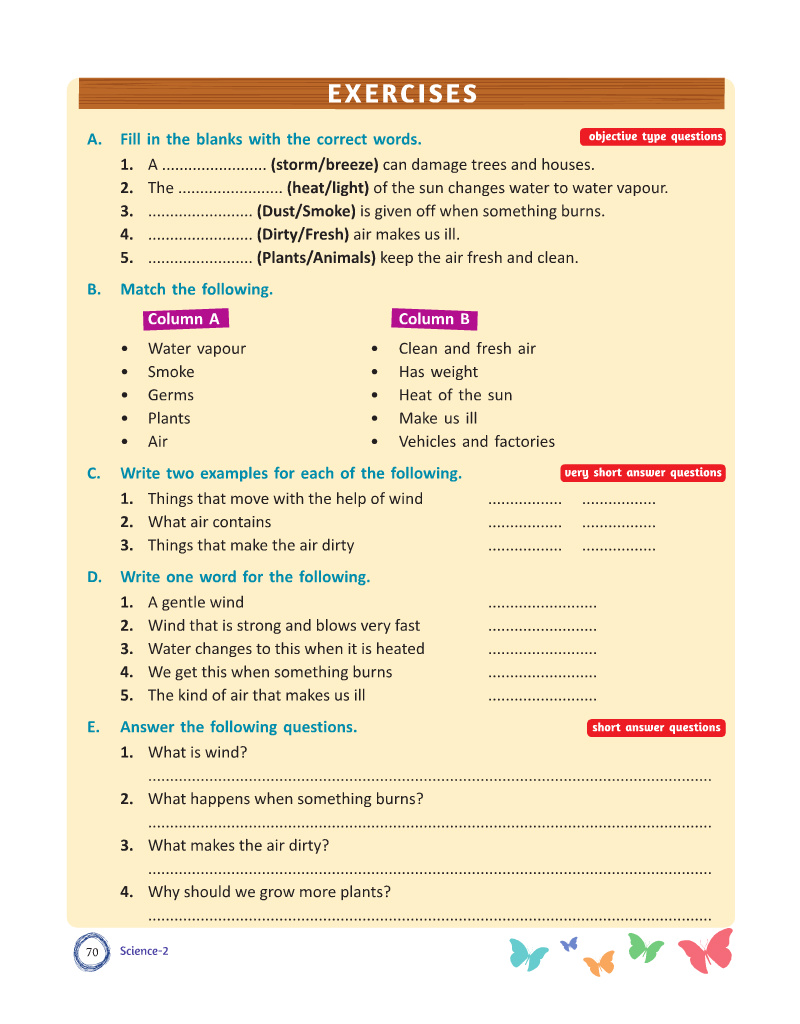 EXERCISES
A. Fill in the blanks with the correct words. objective type questions
1. A ........................ (storm/breeze) can damage trees and houses.
2. The ........................ (heat/light) of the sun changes water to water vapour.
3. ........................ (Dust/Smoke) is given off when something burns.
4. ........................ (Dirty/Fresh) air makes us ill.
5. ........................ (Plants/Animals) keep the air fresh and clean.
B. Match the following.
Column A Column B
• Water vapour • Clean and fresh air
• Smoke • Has weight
• Germs • Heat of the sun
• Plants • Make us ill
• Air • Vehicles and factories
C. Write two examples for each of the following. very short answer questions
1. Things that move with the help of wind ................. .................
2. What air contains ................. .................
3. Things that make the air dirty ................. .................
D. Write one word for the following.
1. A gentle wind .........................
2. Wind that is strong and blows very fast .........................
3. Water changes to this when it is heated .........................
4. We get this when something burns .........................
5. The kind of air that makes us ill .........................
E. Answer the following questions. short answer questions
1. What is wind?
.................................................................................................................................
2. What happens when something burns?
.................................................................................................................................
3. What makes the air dirty?
.................................................................................................................................
4. Why should we grow more plants?
.................................................................................................................................
70 Science-2